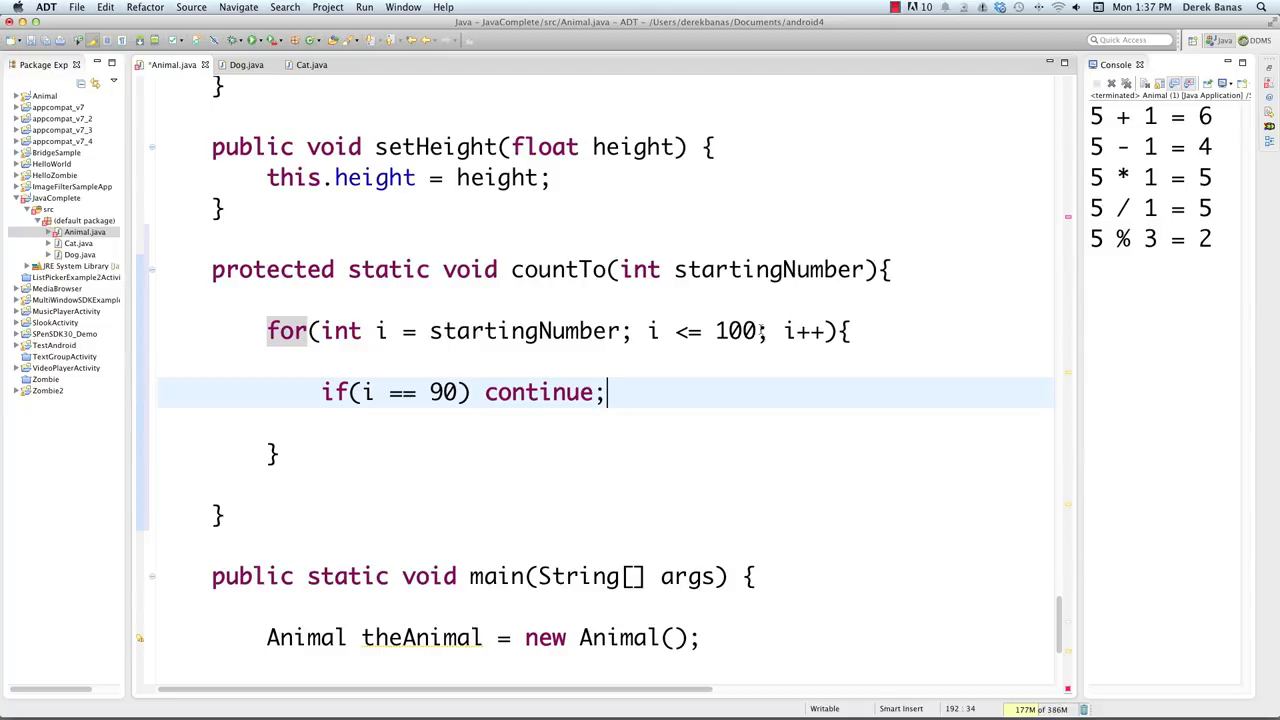 ADT File Edit Refactor Source Navigate Search Project Run Window Help 10 Mon 1:37 PM Derek Banas
Java - JavaComplete/src/Animal.java - ADT - /Users/derekbanas/Documents/android4
Quick Access Java DDMS
Package Exp
*Animal.java Dog.java Cat.java
Console
<terminated> Animal (1) [Java Application] /S
Animal
appcompat_v7
appcompat_v7_2
appcompat_v7_3
appcompat_v7_4
BridgeSample
HelloWorld
HelloZombie
ImageFilterSampleApp
JavaComplete
src
(default package)
Animal.java
Cat.java
Dog.java
JRE System Library [Ja
ListPickerExample2Activi
MediaBrowser
MultiWindowSDKExample
MusicPlayerActivity
SlookActivity
SPenSDK30_Demo
TestAndroid
TextGroupActivity
VideoPlayerActivity
Zombie
Zombie2
}
public void setHeight(float height) {
this.height = height;
}
protected static void countTo(int startingNumber){
for(int i = startingNumber; i <= 100; i++){
if(i == 90) continue;
}
}
public static void main(String[] args) {
Animal theAnimal = new Animal();
5 + 1 = 6
5 - 1 = 4
5 * 1 = 5
5 / 1 = 5
5 % 3 = 2
Writable Smart Insert 192 : 34 177M of 386M